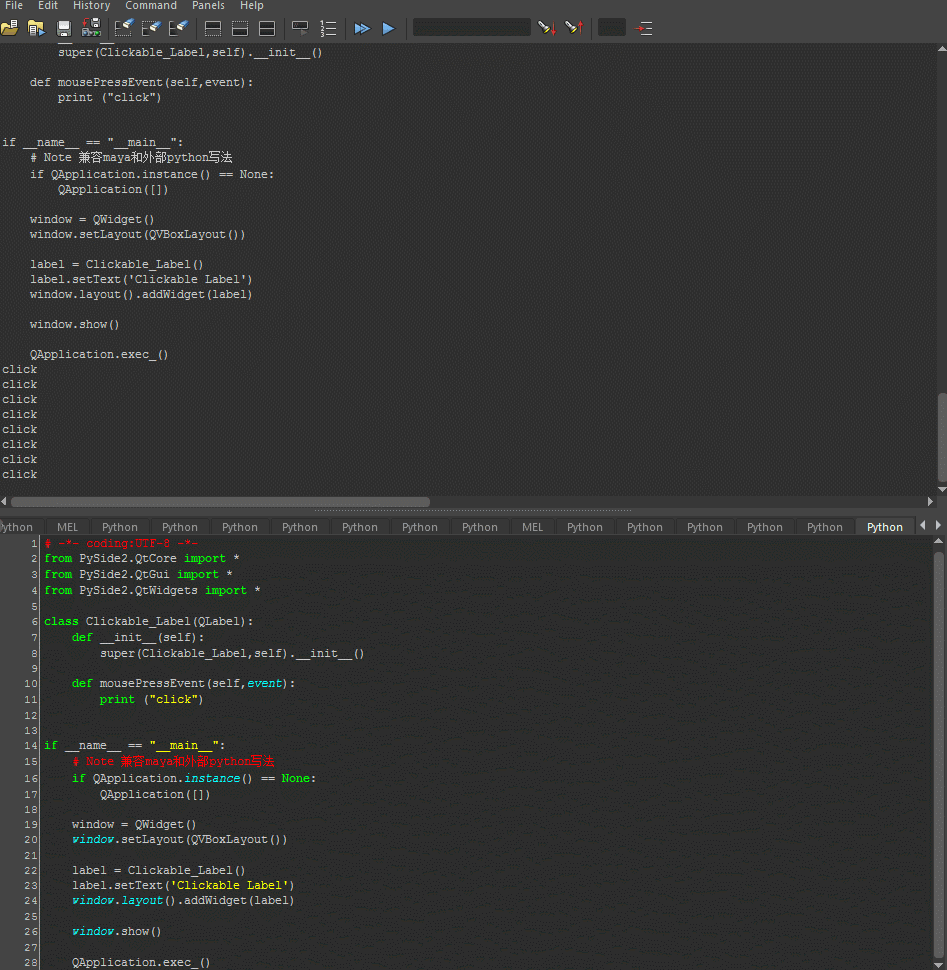 File Edit History Command Panels Help
super(Clickable_Label,self).__init__()
def mousePressEvent(self,event):
print ("click")
if __name__ == "__main__":
# Note 兼容maya和外部python写法
if QApplication.instance() == None:
QApplication([])
window = QWidget()
window.setLayout(QVBoxLayout())
label = Clickable_Label()
label.setText('Clickable Label')
window.layout().addWidget(label)
window.show()
QApplication.exec_()
click
click
click
click
click
click
click
click
ython MEL Python Python Python Python Python Python Python MEL Python Python Python Python Python Python
1 # -*- coding:UTF-8 -*-
2 from PySide2.QtCore import *
3 from PySide2.QtGui import *
4 from PySide2.QtWidgets import *
5
6 class Clickable_Label(QLabel):
7 def __init__(self):
8 super(Clickable_Label,self).__init__()
9
10 def mousePressEvent(self,event):
11 print ("click")
12
13
14 if __name__ == "__main__":
15 # Note 兼容maya和外部python写法
16 if QApplication.instance() == None:
17 QApplication([])
18
19 window = QWidget()
20 window.setLayout(QVBoxLayout())
21
22 label = Clickable_Label()
23 label.setText('Clickable Label')
24 window.layout().addWidget(label)
25
26 window.show()
27
28 QApplication.exec_()